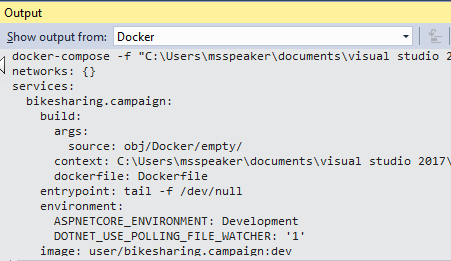 Output
Show output from: Docker
docker-compose -f "C:\Users\msspeaker\documents\visual studio 2
networks: {}
services:
  bikesharing.campaign:
    build:
      args:
        source: obj/Docker/empty/
      context: C:\Users\msspeaker\documents\visual studio 2017\
      dockerfile: Dockerfile
    entrypoint: tail -f /dev/null
    environment:
      ASPNETCORE_ENVIRONMENT: Development
      DOTNET_USE_POLLING_FILE_WATCHER: '1'
    image: user/bikesharing.campaign:dev